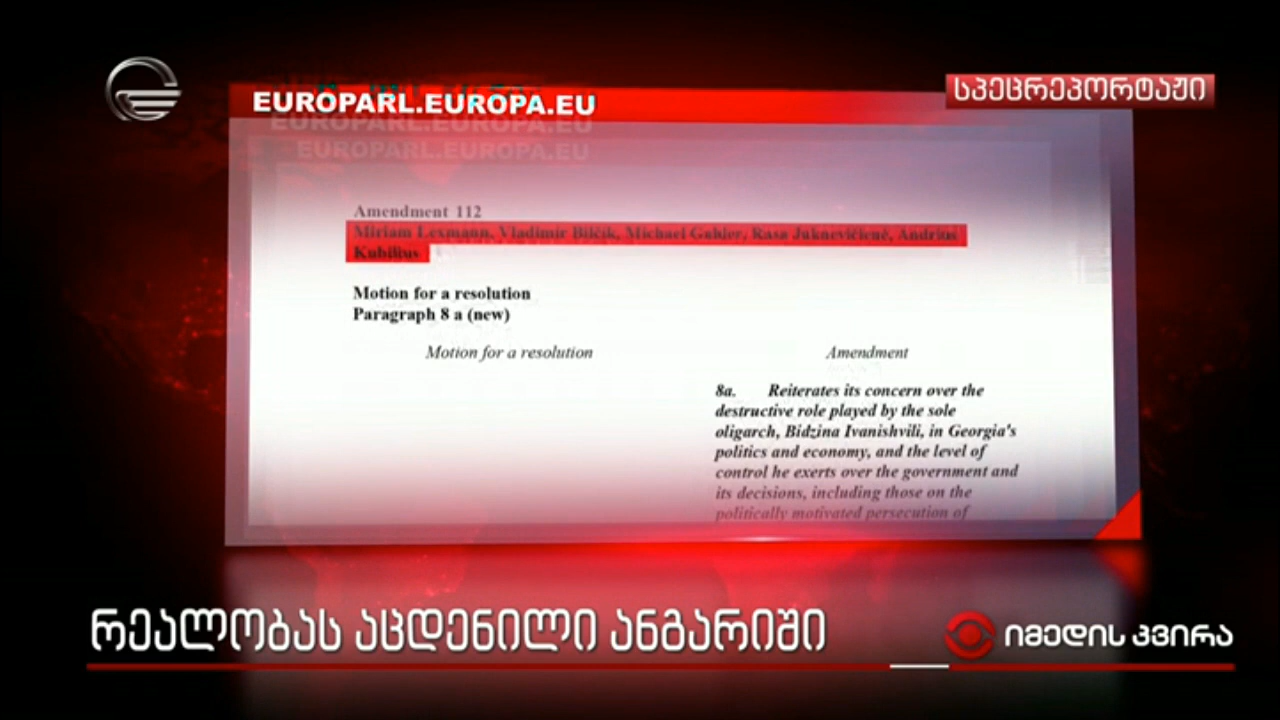 EUROPARL.EUROPA.EU
სპეცრეპორტაჟი
EUROPARL.EUROPA.EU
EUROPARL.EUROPA.EU
Amendment 112
Miriam Lexmann, Vladimír Bilčík, Michael Gahler, Rasa Juknevičienė, Andrius
Kubilius
Motion for a resolution
Paragraph 8 a (new)
Motion for a resolution
Amendment
8a. Reiterates its concern over the
destructive role played by the sole
oligarch, Bidzina Ivanishvili, in Georgia's
politics and economy, and the level of
control he exerts over the government and
its decisions, including those on the
politically motivated persecution of
რეალობას აცდენილი ანგარიში
იმედის კვირა